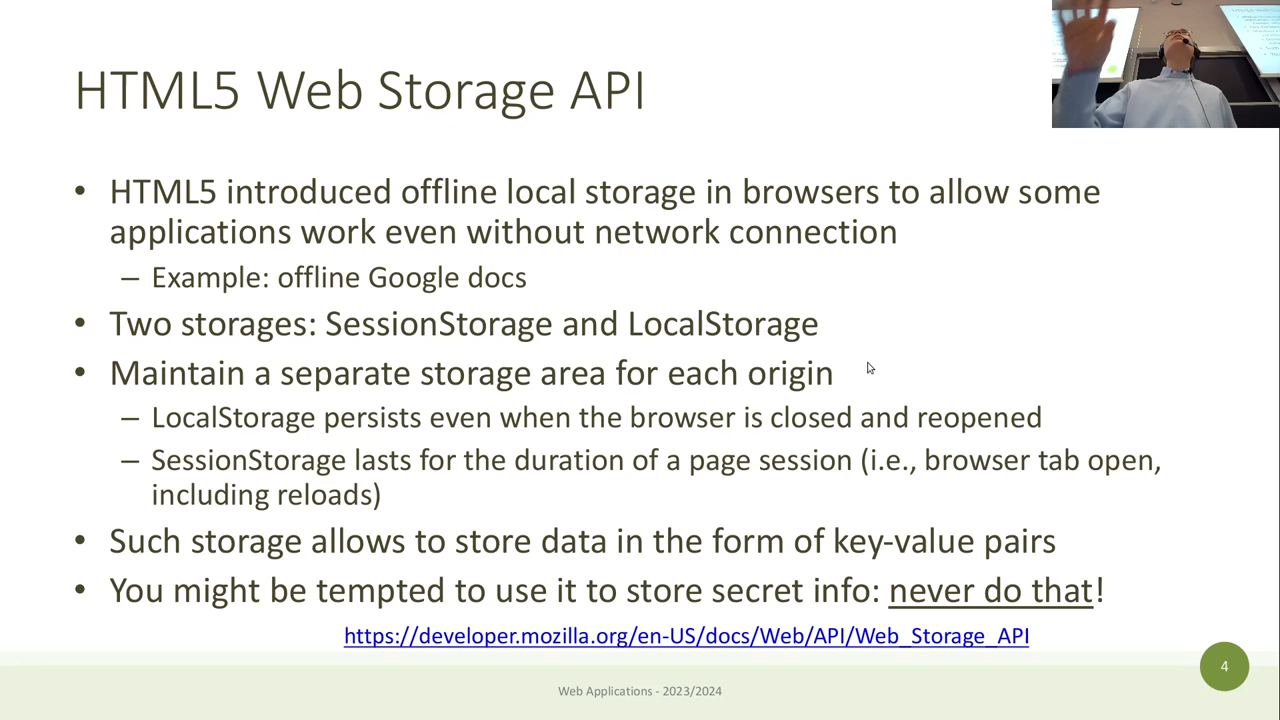 HTML5 Web Storage API
• HTML5 introduced offline local storage in browsers to allow some
applications work even without network connection
– Example: offline Google docs
• Two storages: SessionStorage and LocalStorage
• Maintain a separate storage area for each origin
– LocalStorage persists even when the browser is closed and reopened
– SessionStorage lasts for the duration of a page session (i.e., browser tab open,
including reloads)
• Such storage allows to store data in the form of key-value pairs
• You might be tempted to use it to store secret info: never do that!
https://developer.mozilla.org/en-US/docs/Web/API/Web_Storage_API
4
Web Applications - 2023/2024